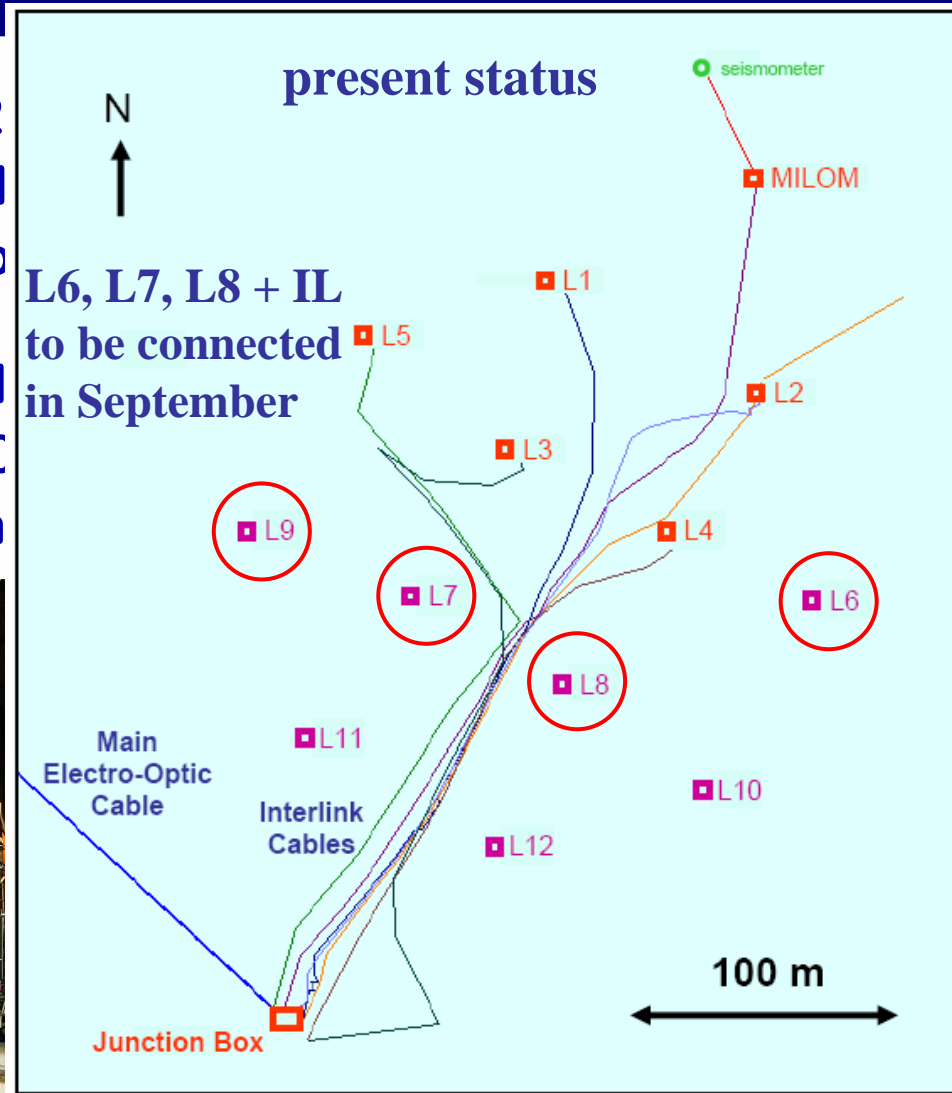 present status
seismometer
N
MILOM
L6, L7, L8 + IL
to be connected
in September
L1
L5
L2
L3
L9
L4
L7
L6
L8
L11
Main
Electro-Optic
Cable
Interlink
Cables
L10
L12
100 m
Junction Box